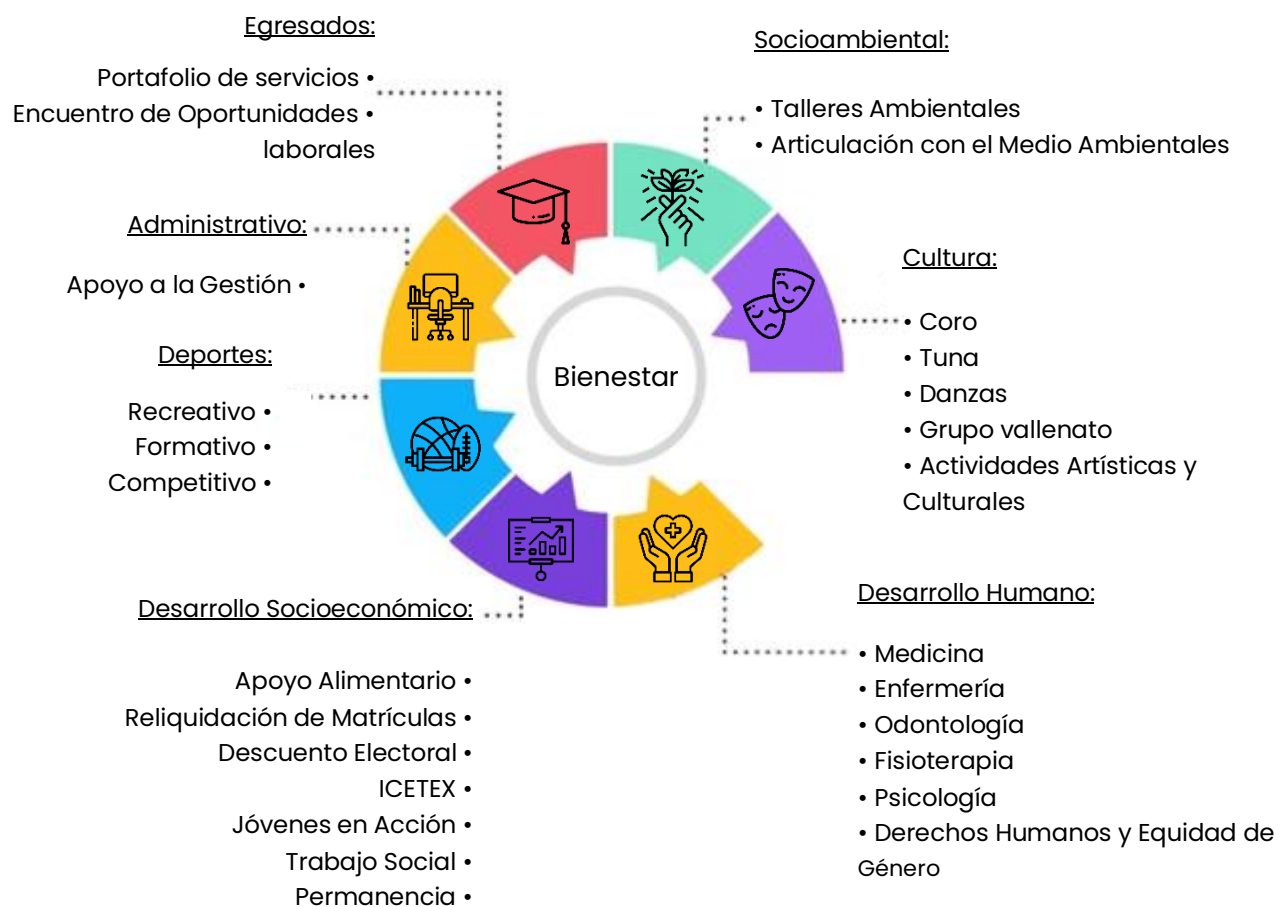 Egresados:
Portafolio de servicios •
Encuentro de Oportunidades •
laborales
Socioambiental:
• Talleres Ambientales
• Articulación con el Medio Ambientales
Administrativo:
Apoyo a la Gestión •
Cultura:
• Coro
• Tuna
• Danzas
• Grupo vallenato
• Actividades Artísticas y
Culturales
Deportes:
Recreativo •
Formativo •
Competitivo •
Bienestar
Desarrollo Socioeconómico:
Apoyo Alimentario •
Reliquidación de Matrículas •
Descuento Electoral •
ICETEX •
Jóvenes en Acción •
Trabajo Social •
Permanencia •
Desarrollo Humano:
• Medicina
• Enfermería
• Odontología
• Fisioterapia
• Psicología
• Derechos Humanos y Equidad de
Género